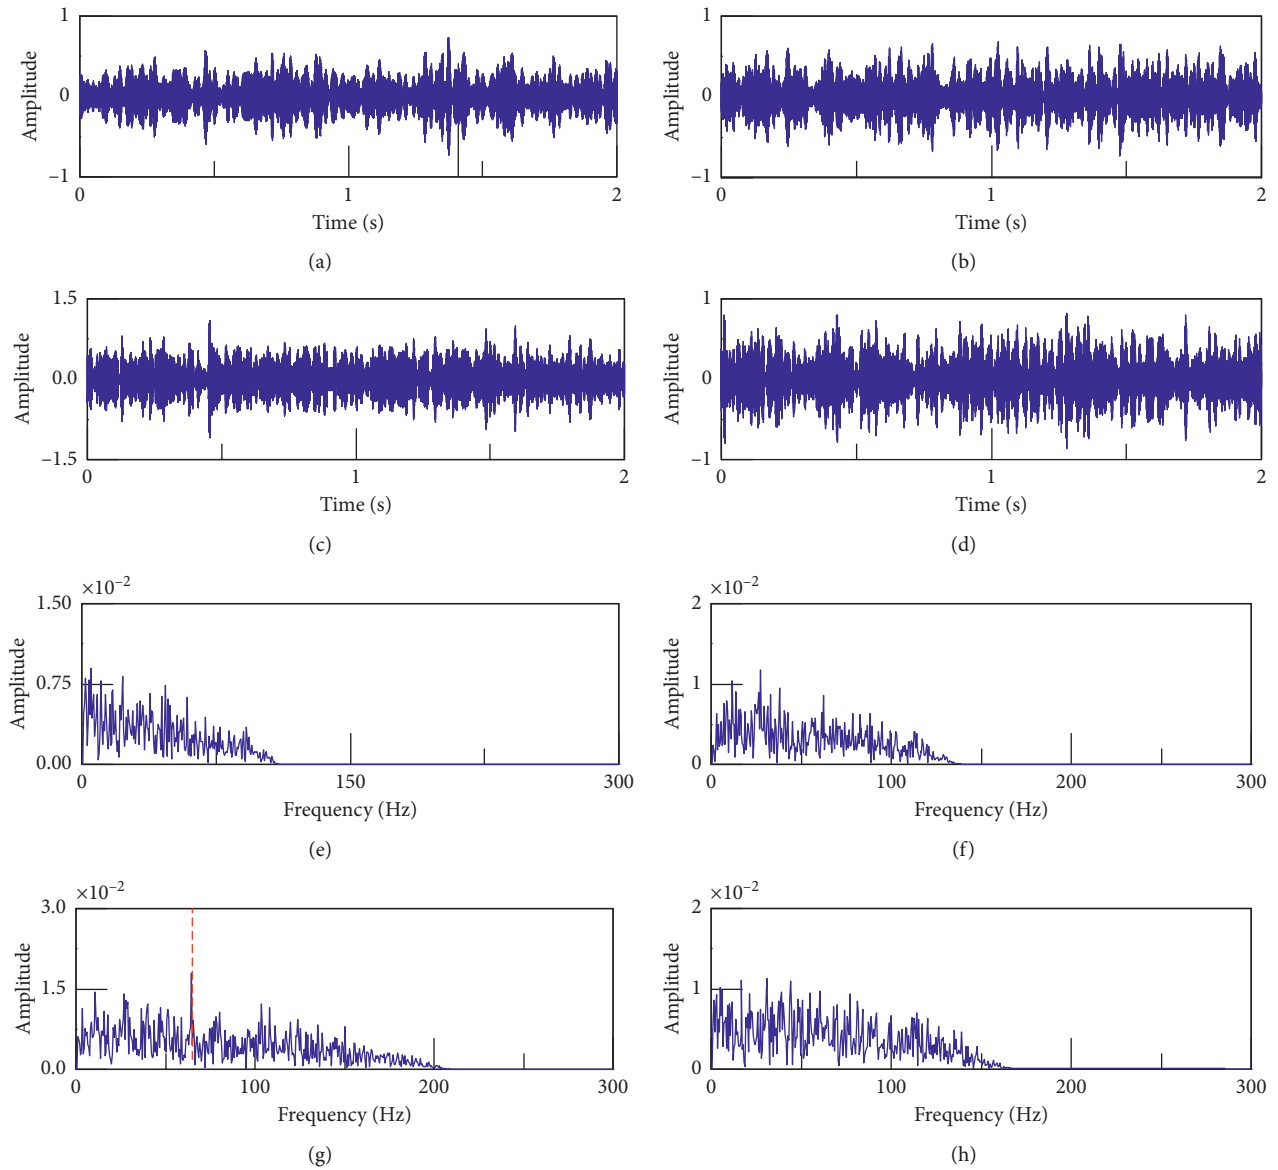 1
0
−1
Amplitude
0
1
2
Time (s)
(a)
1
0
−1
Amplitude
0
1
2
Time (s)
(b)
1.5
0.0
−1.5
Amplitude
0
1
2
Time (s)
(c)
1
0
−1
Amplitude
0
1
2
Time (s)
(d)
×10−2
1.50
0.75
0.00
Amplitude
0
150
300
Frequency (Hz)
(e)
×10−2
2
1
0
Amplitude
0
100
200
300
Frequency (Hz)
(f)
×10−2
3.0
1.5
0.0
Amplitude
0
100
200
300
Frequency (Hz)
(g)
×10−2
2
1
0
Amplitude
0
100
200
300
Frequency (Hz)
(h)